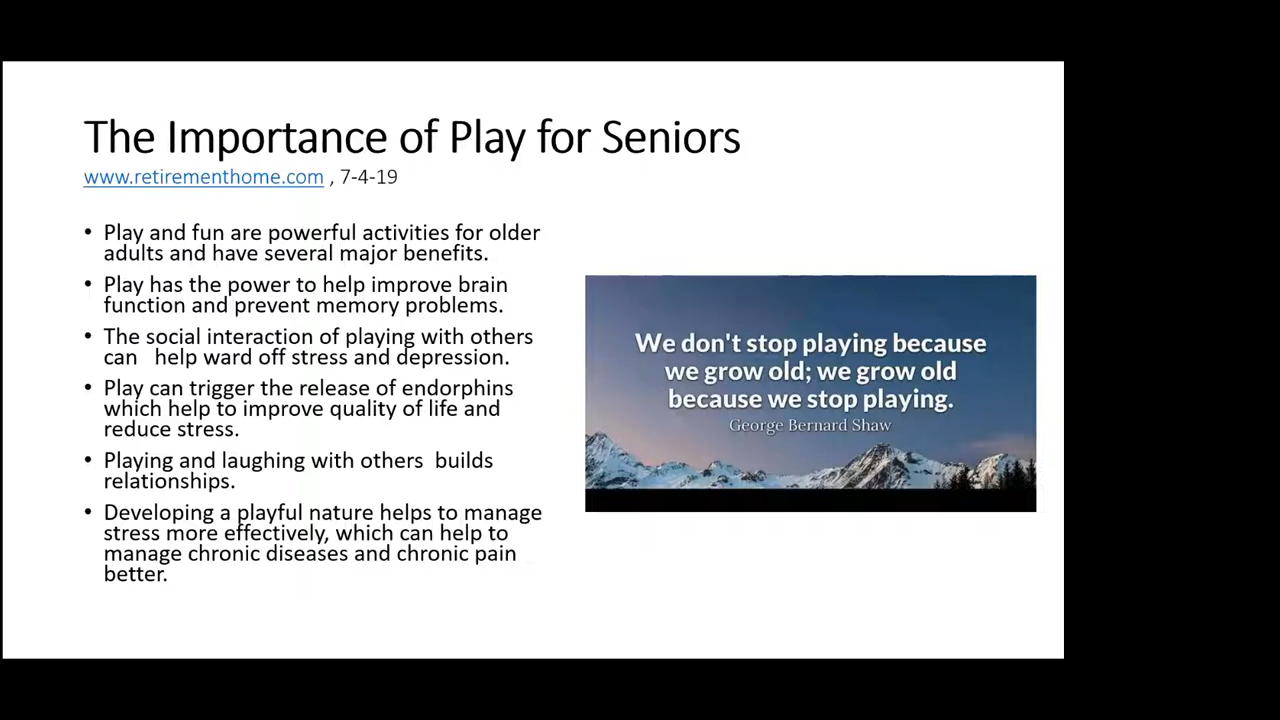 The Importance of Play for Seniors
www.retirementhome.com , 7-4-19
• Play and fun are powerful activities for older
adults and have several major benefits.
• Play has the power to help improve brain
function and prevent memory problems.
• The social interaction of playing with others
can   help ward off stress and depression.
• Play can trigger the release of endorphins
which help to improve quality of life and
reduce stress.
• Playing and laughing with others  builds
relationships.
• Developing a playful nature helps to manage
stress more effectively, which can help to
manage chronic diseases and chronic pain
better.
We don't stop playing because
we grow old; we grow old
because we stop playing.
George Bernard Shaw